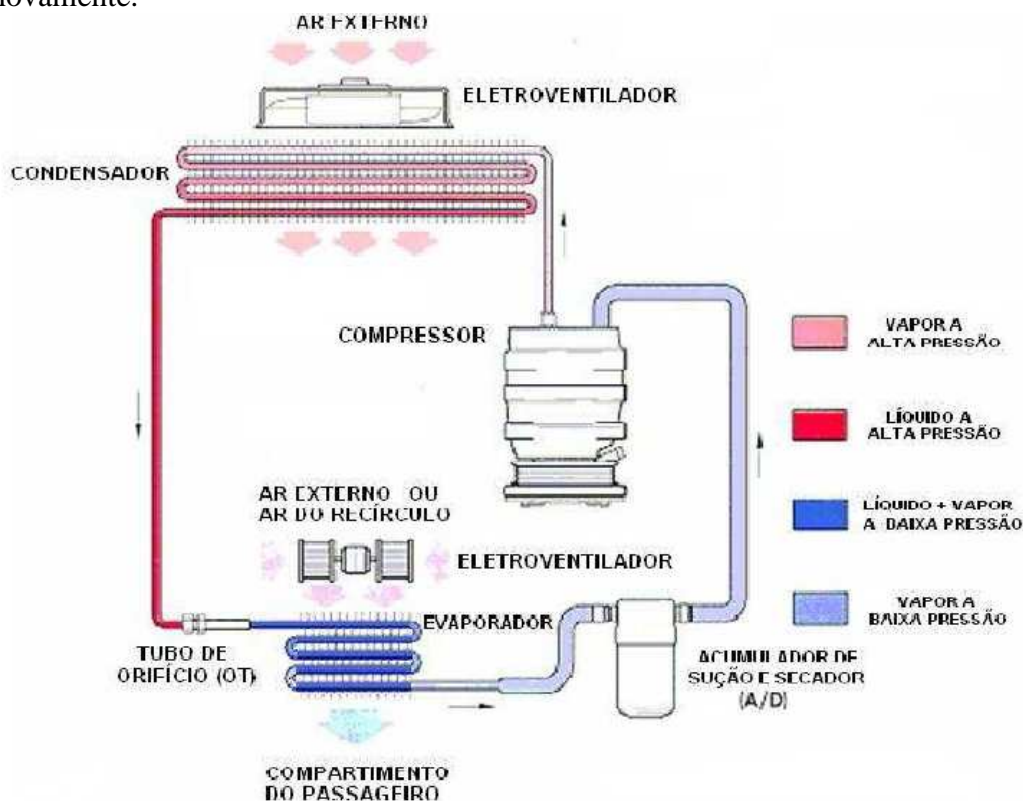 novamente.
AR EXTERNO
ELETROVENTILADOR
CONDENSADOR
COMPRESSOR
VAPOR A
ALTA PRESSÃO
LÍQUIDO A
ALTA PRESSÃO
AR EXTERNO OU
AR DO RECÍRCULO
ELETROVENTILADOR
LÍQUIDO + VAPOR
A BAIXA PRESSÃO
EVAPORADOR
VAPOR A
BAIXA PRESSÃO
TUBO DE
ORIFÍCIO (OT)
ACUMULADOR DE
SUÇÃO E SECADOR
(A/D)
COMPARTIMENTO
DO PASSAGEIRO